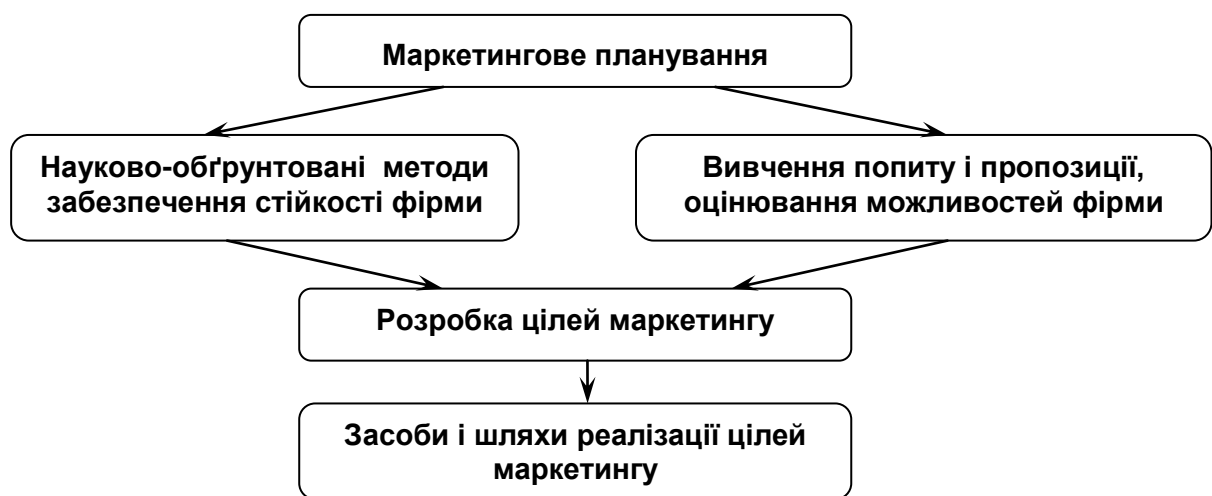 Маркетингове планування
Науково-обґрунтовані методи
забезпечення стійкості фірми
Вивчення попиту і пропозиції,
оцінювання можливостей фірми
Розробка цілей маркетингу
Засоби і шляхи реалізації цілей
маркетингу